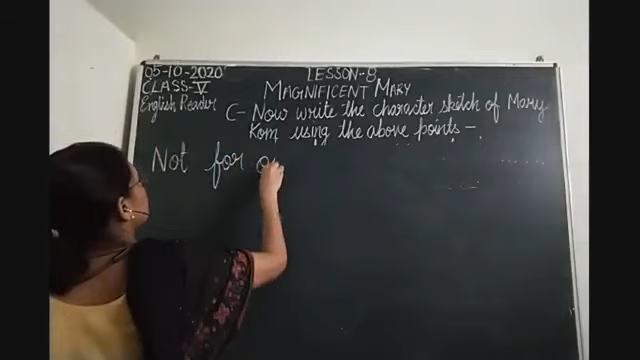 05-10-2020
CLASS-V
English Reader
LESSON-8
MAGNIFICENT MARY
C- Now write the character sketch of Mary
Kom using the above points -
Not for